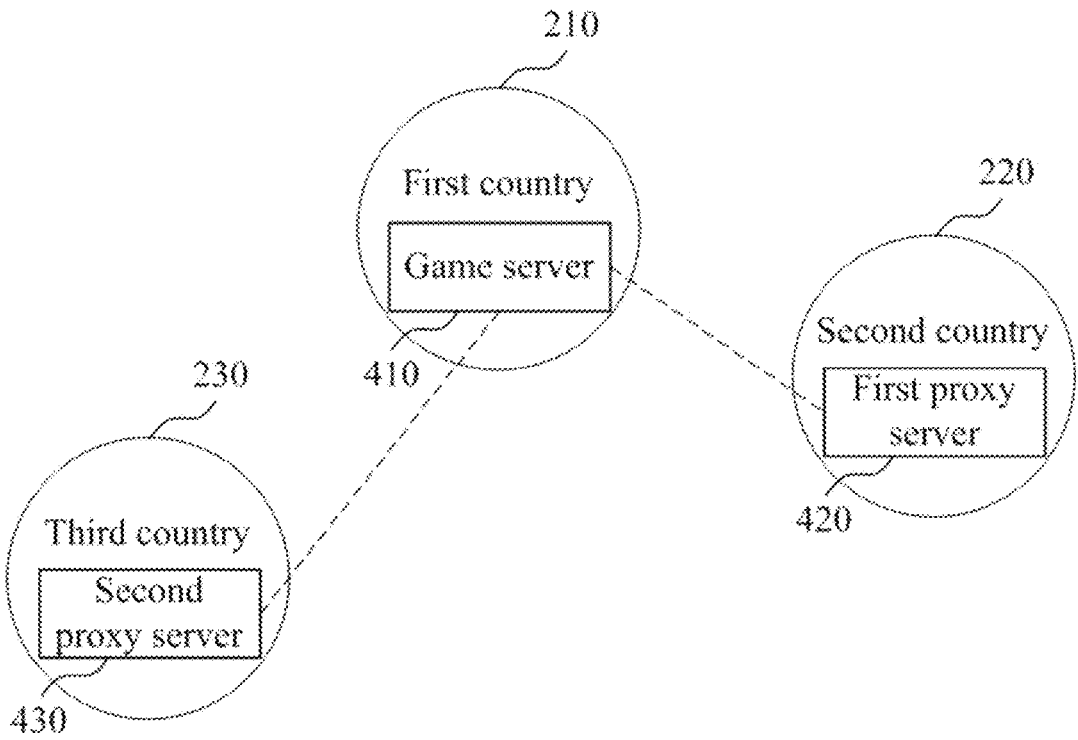 210
First country
Game server
410
220
Second country
First proxy
server
420
230
Third country
Second
proxy server
430